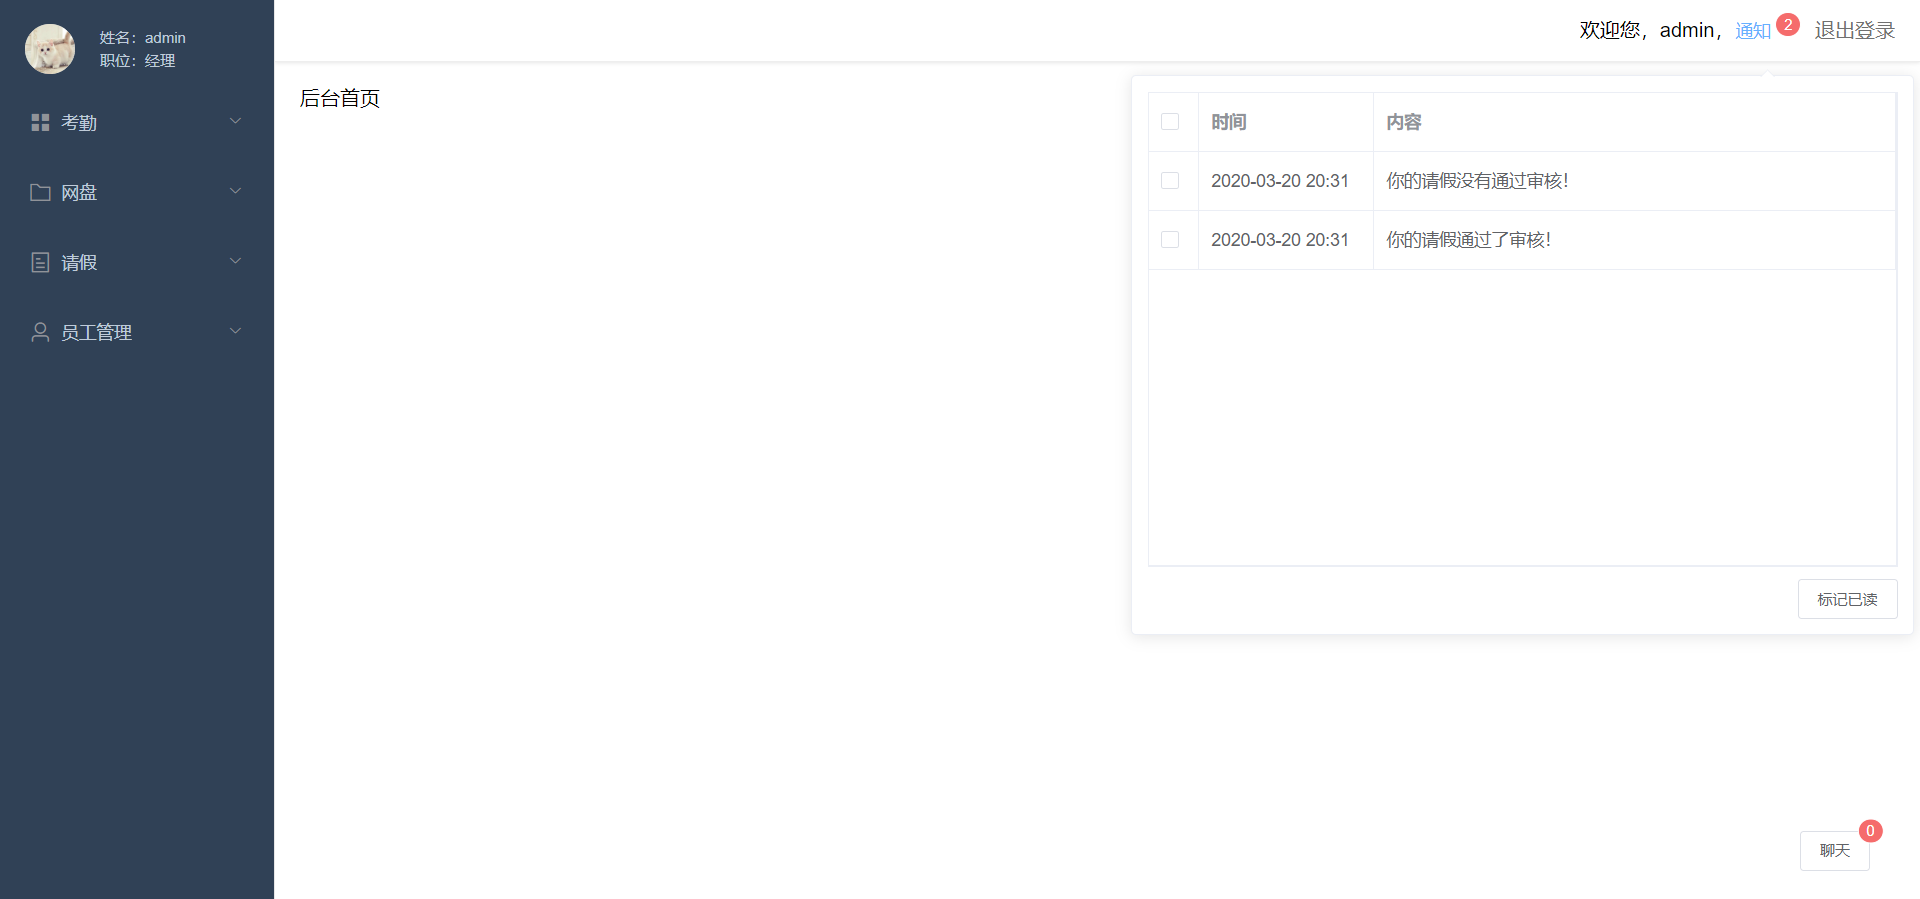 姓名：admin
职位：经理
考勤
网盘
请假
员工管理
欢迎您，admin，通知 2 退出登录
后台首页
时间 内容
2020-03-20 20:31 你的请假没有通过审核！
2020-03-20 20:31 你的请假通过了审核！
标记已读
0
聊天